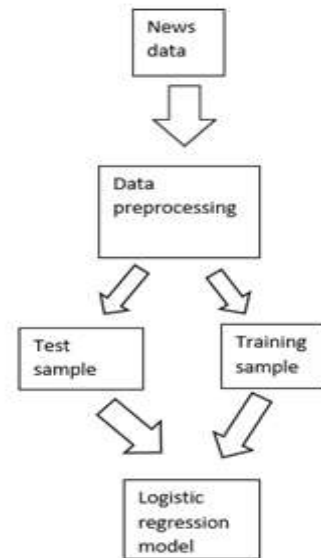 News
data
Data
preprocessing
Test
sample
Training
sample
Logistic
regression
model